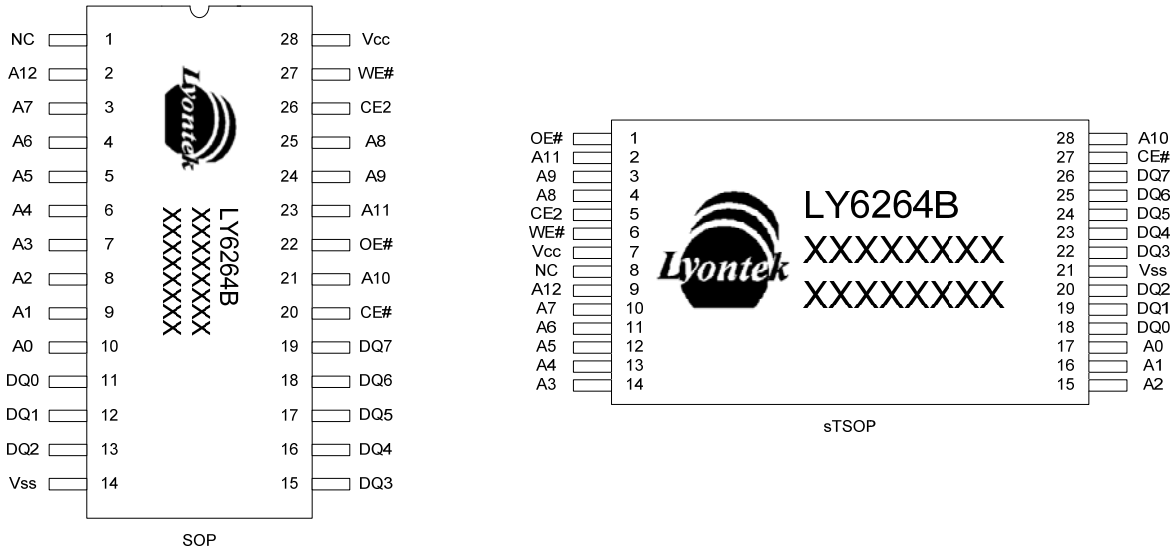 NC 1 28 Vcc
A12 2 27 WE#
A7 3 26 CE2
A6 4 25 A8
A5 5 24 A9
A4 6 23 A11
A3 7 22 OE#
A2 8 21 A10
A1 9 20 CE#
A0 10 19 DQ7
DQ0 11 18 DQ6
DQ1 12 17 DQ5
DQ2 13 16 DQ4
Vss 14 15 DQ3
Lyontek
LY6264B
XXXXXXXX
XXXXXXXX
SOP
OE# 1 28 A10
A11 2 27 CE#
A9 3 26 DQ7
A8 4 25 DQ6
CE2 5 24 DQ5
WE# 6 23 DQ4
Vcc 7 22 DQ3
NC 8 21 Vss
A12 9 20 DQ2
A7 10 19 DQ1
A6 11 18 DQ0
A5 12 17 A0
A4 13 16 A1
A3 14 15 A2
Lyontek
LY6264B
XXXXXXXX
XXXXXXXX
sTSOP